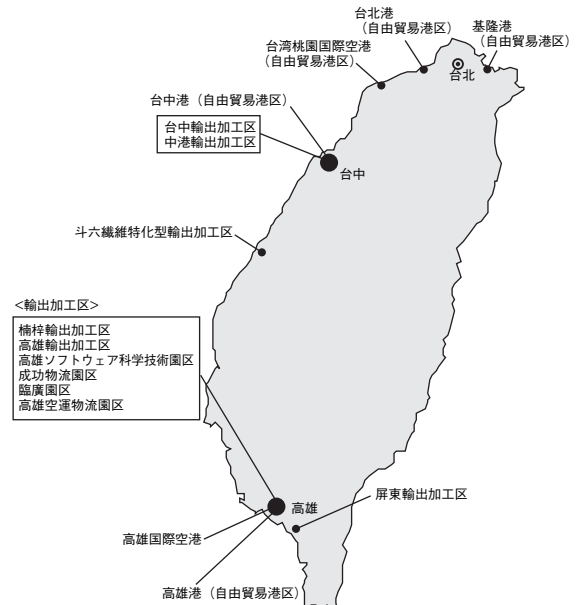 台北港
（自由貿易港区）
基隆港
（自由貿易港区）
台湾桃園国際空港
（自由貿易港区）
台北
台中港（自由貿易港区）
台中輸出加工区
中港輸出加工区
台中
斗六繊維特化型輸出加工区
<輸出加工区>
楠梓輸出加工区
高雄輸出加工区
高雄ソフトウェア科学技術園区
成功物流園区
臨廣園区
高雄空運物流園区
屏東輸出加工区
高雄
高雄国際空港
高雄港（自由貿易港区）